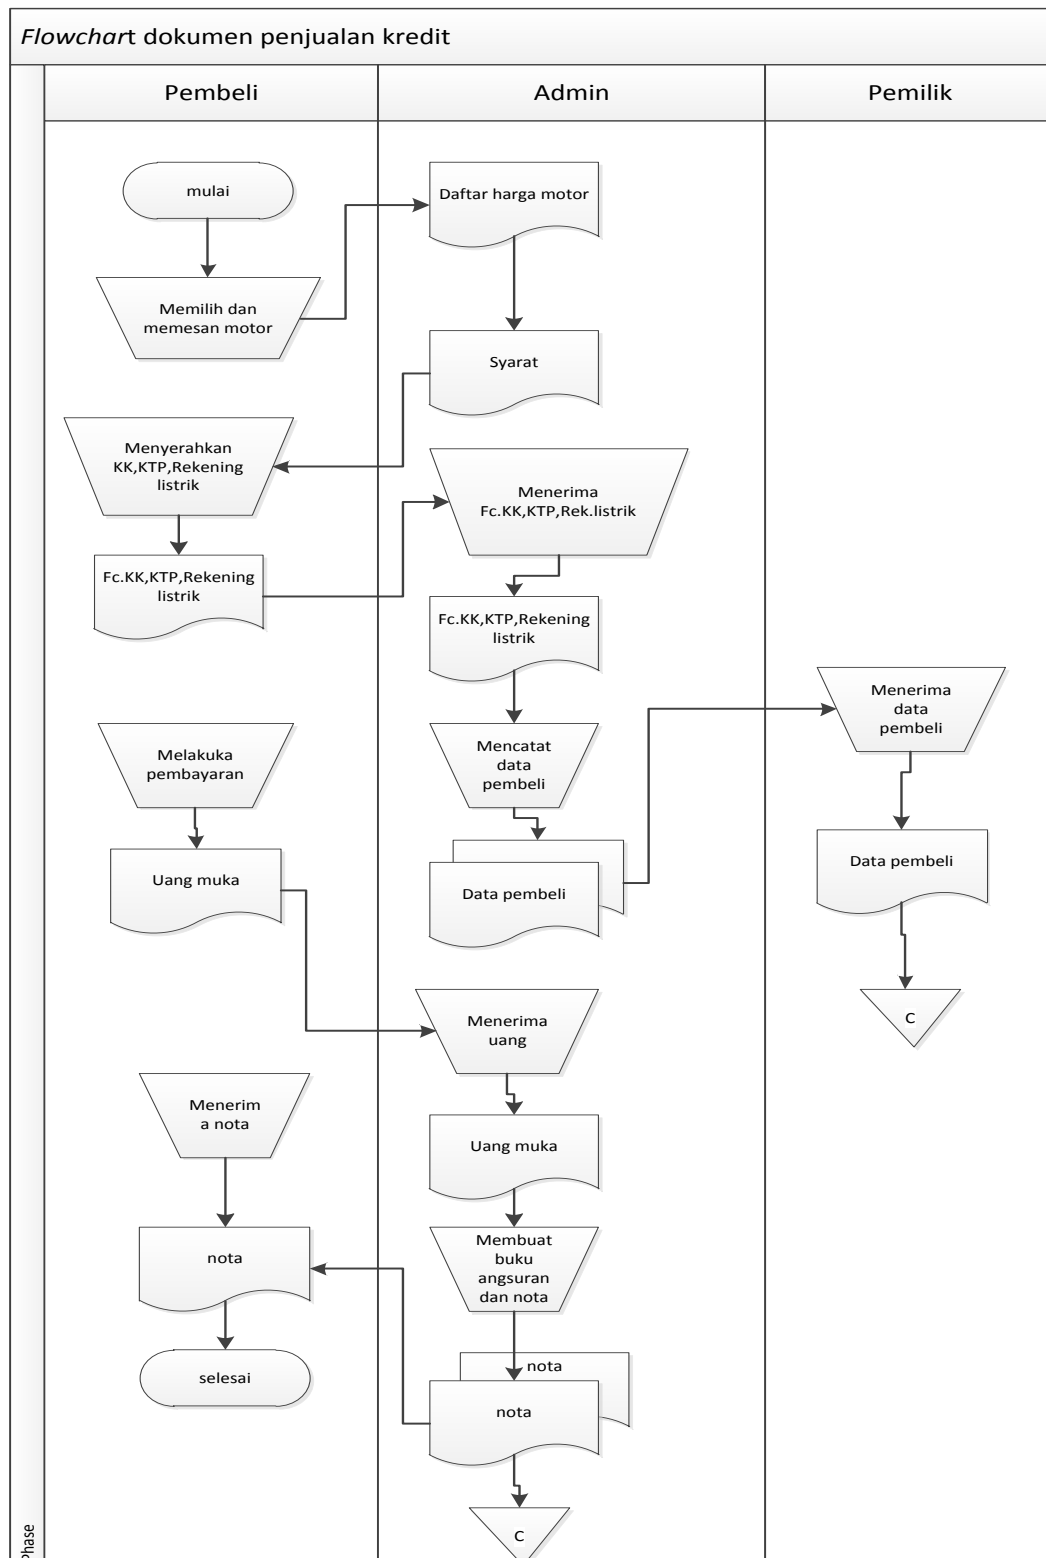 Flowchart dokumen penjualan kredit
Pembeli
Admin
Pemilik
mulai
Daftar harga motor
Memilih dan
memesan motor
Syarat
Menyerahkan
KK,KTP,Rekening
listrik
Menerima
Fc.KK,KTP,Rek.listrik
Fc.KK,KTP,Rekening
listrik
Fc.KK,KTP,Rekening
listrik
Menerima
data
pembeli
Melakuka
pembayaran
Mencatat
data
pembeli
Data pembeli
Uang muka
Data pembeli
Menerima
uang
C
Menerim
a nota
Uang muka
Membuat
buku
angsuran
dan nota
nota
selesai
nota
nota
C
Phase